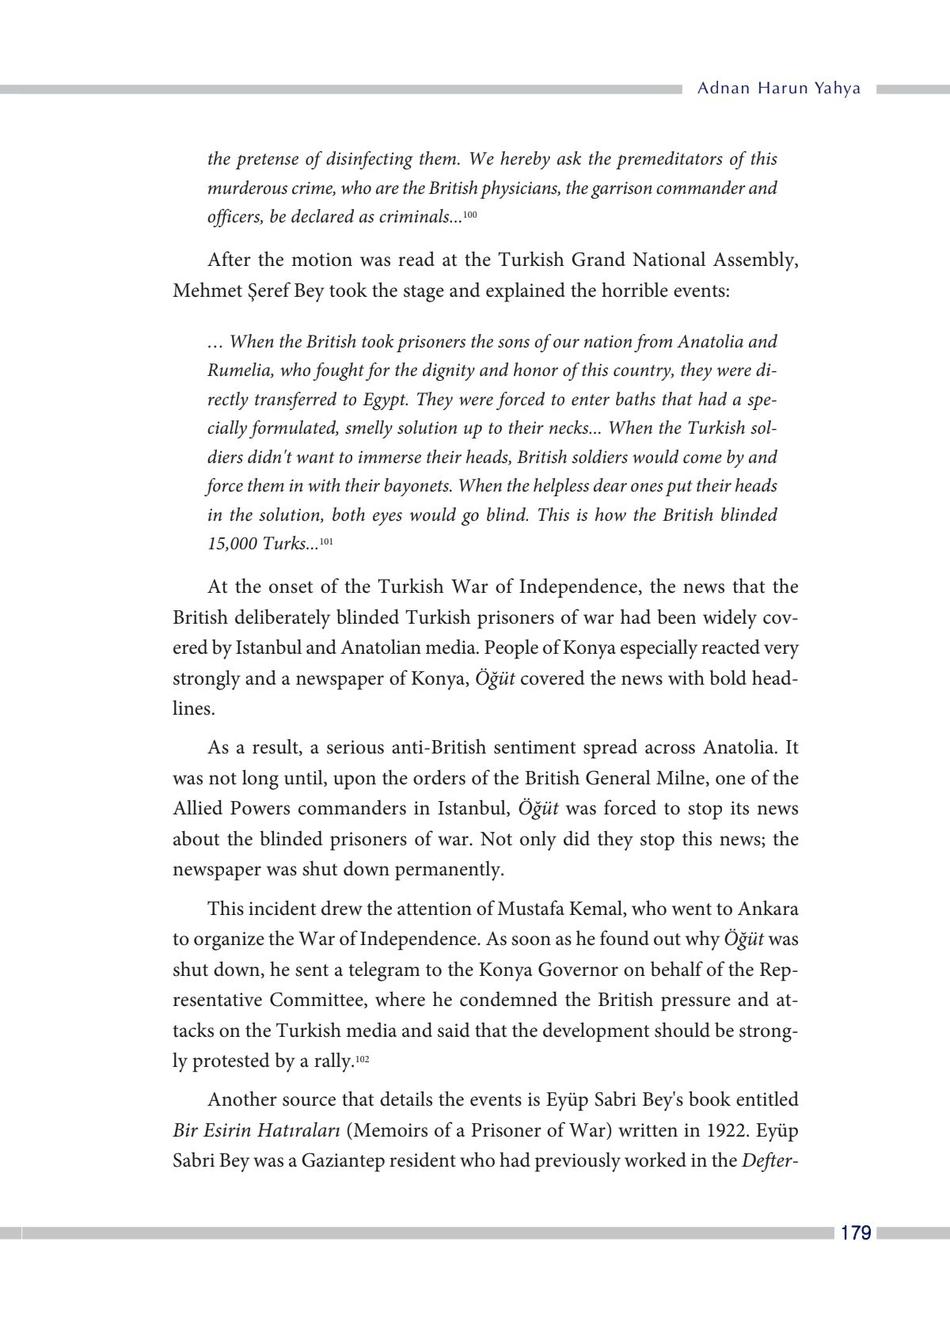 Adnan Harun Yahya
the pretense of disinfecting them. We hereby ask the premeditators of this
murderous crime, who are the British physicians, the garrison commander and
officers, be declared as criminals...100
After the motion was read at the Turkish Grand National Assembly,
Mehmet Şeref Bey took the stage and explained the horrible events:
… When the British took prisoners the sons of our nation from Anatolia and
Rumelia, who fought for the dignity and honor of this country, they were di-
rectly transferred to Egypt. They were forced to enter baths that had a spe-
cially formulated, smelly solution up to their necks... When the Turkish sol-
diers didn't want to immerse their heads, British soldiers would come by and
force them in with their bayonets. When the helpless dear ones put their heads
in the solution, both eyes would go blind. This is how the British blinded
15,000 Turks...101
At the onset of the Turkish War of Independence, the news that the
British deliberately blinded Turkish prisoners of war had been widely cov-
ered by Istanbul and Anatolian media. People of Konya especially reacted very
strongly and a newspaper of Konya, Öğüt covered the news with bold head-
lines.
As a result, a serious anti-British sentiment spread across Anatolia. It
was not long until, upon the orders of the British General Milne, one of the
Allied Powers commanders in Istanbul, Öğüt was forced to stop its news
about the blinded prisoners of war. Not only did they stop this news; the
newspaper was shut down permanently.
This incident drew the attention of Mustafa Kemal, who went to Ankara
to organize the War of Independence. As soon as he found out why Öğüt was
shut down, he sent a telegram to the Konya Governor on behalf of the Rep-
resentative Committee, where he condemned the British pressure and at-
tacks on the Turkish media and said that the development should be strong-
ly protested by a rally.102
Another source that details the events is Eyüp Sabri Bey's book entitled
Bir Esirin Hatıraları (Memoirs of a Prisoner of War) written in 1922. Eyüp
Sabri Bey was a Gaziantep resident who had previously worked in the Defter-
179